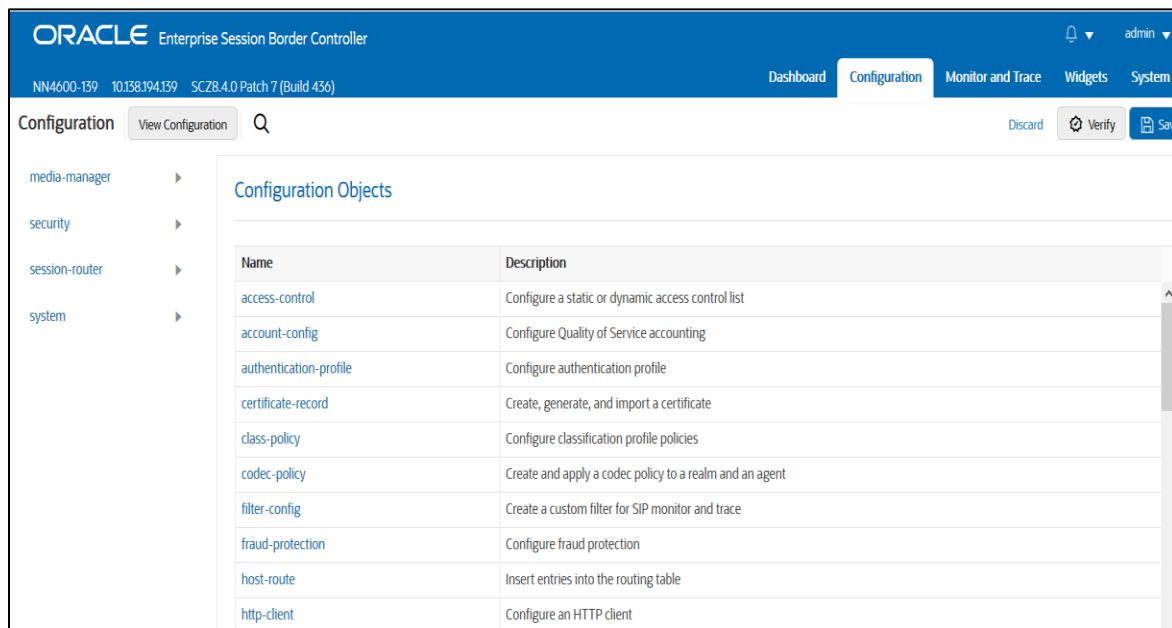 ORACLE Enterprise Session Border Controller
admin
NN4600-139 10.138.194.139 SCZ8.4.0 Patch 7 (Build 436)
Dashboard Configuration Monitor and Trace Widgets System
Configuration View Configuration
Discard Verify
media-manager
security
session-router
system
Configuration Objects
Name Description
access-control Configure a static or dynamic access control list
account-config Configure Quality of Service accounting
authentication-profile Configure authentication profile
certificate-record Create, generate, and import a certificate
class-policy Configure classification profile policies
codec-policy Create and apply a codec policy to a realm and an agent
filter-config Create a custom filter for SIP monitor and trace
fraud-protection Configure fraud protection
host-route Insert entries into the routing table
http-client Configure an HTTP client